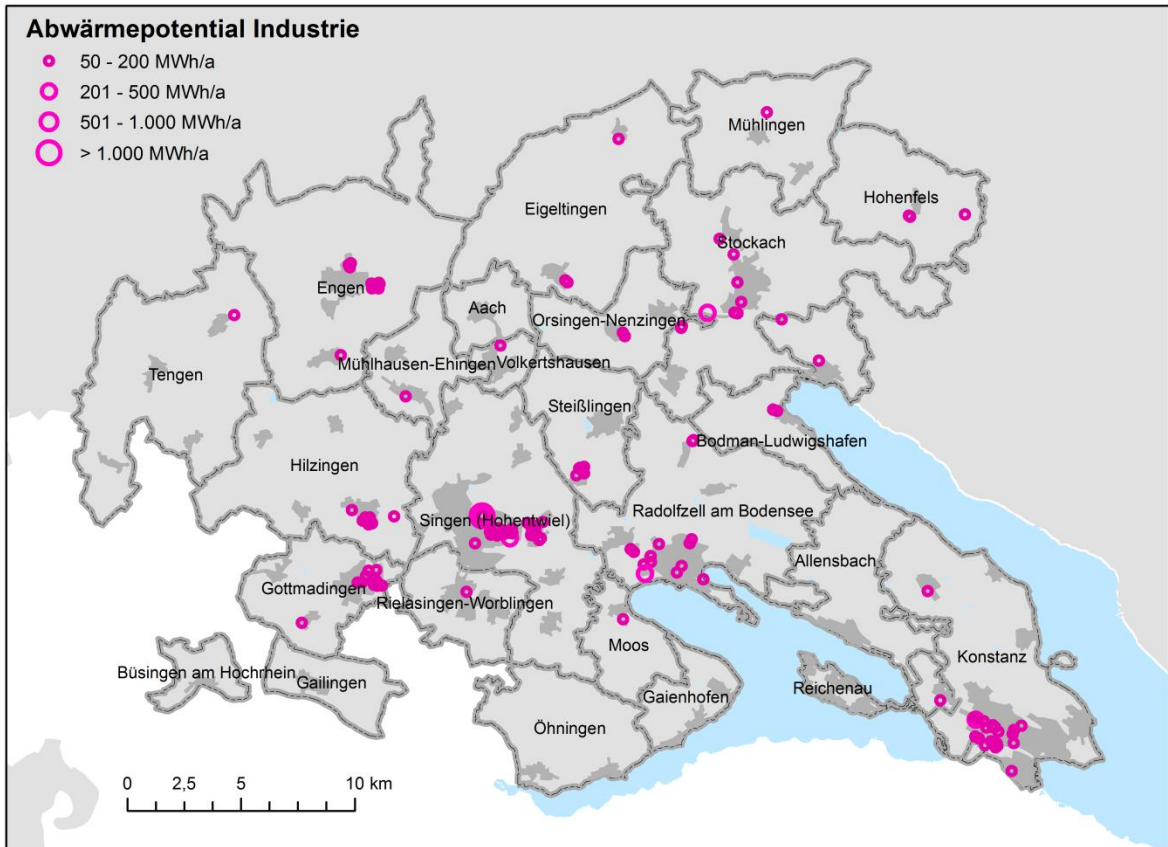 Abwärmepotential Industrie
50 - 200 MWh/a
201 - 500 MWh/a
501 - 1.000 MWh/a
> 1.000 MWh/a
Mühlingen
Hohenfels
Eigeltingen
Stockach
Engen
Aach
Orsingen-Nenzingen
Mühlhausen-Ehingen
Volkertshausen
Tengen
Steißlingen
Bodman-Ludwigshafen
Hilzingen
Radolfzell am Bodensee
Singen (Hohentwiel)
Allensbach
Gottmadingen
Rielasingen-Worblingen
Moos
Konstanz
Büsingen am Hochrhein
Gailingen
Gaienhofen
Reichenau
Öhningen
0 2,5 5 10 km